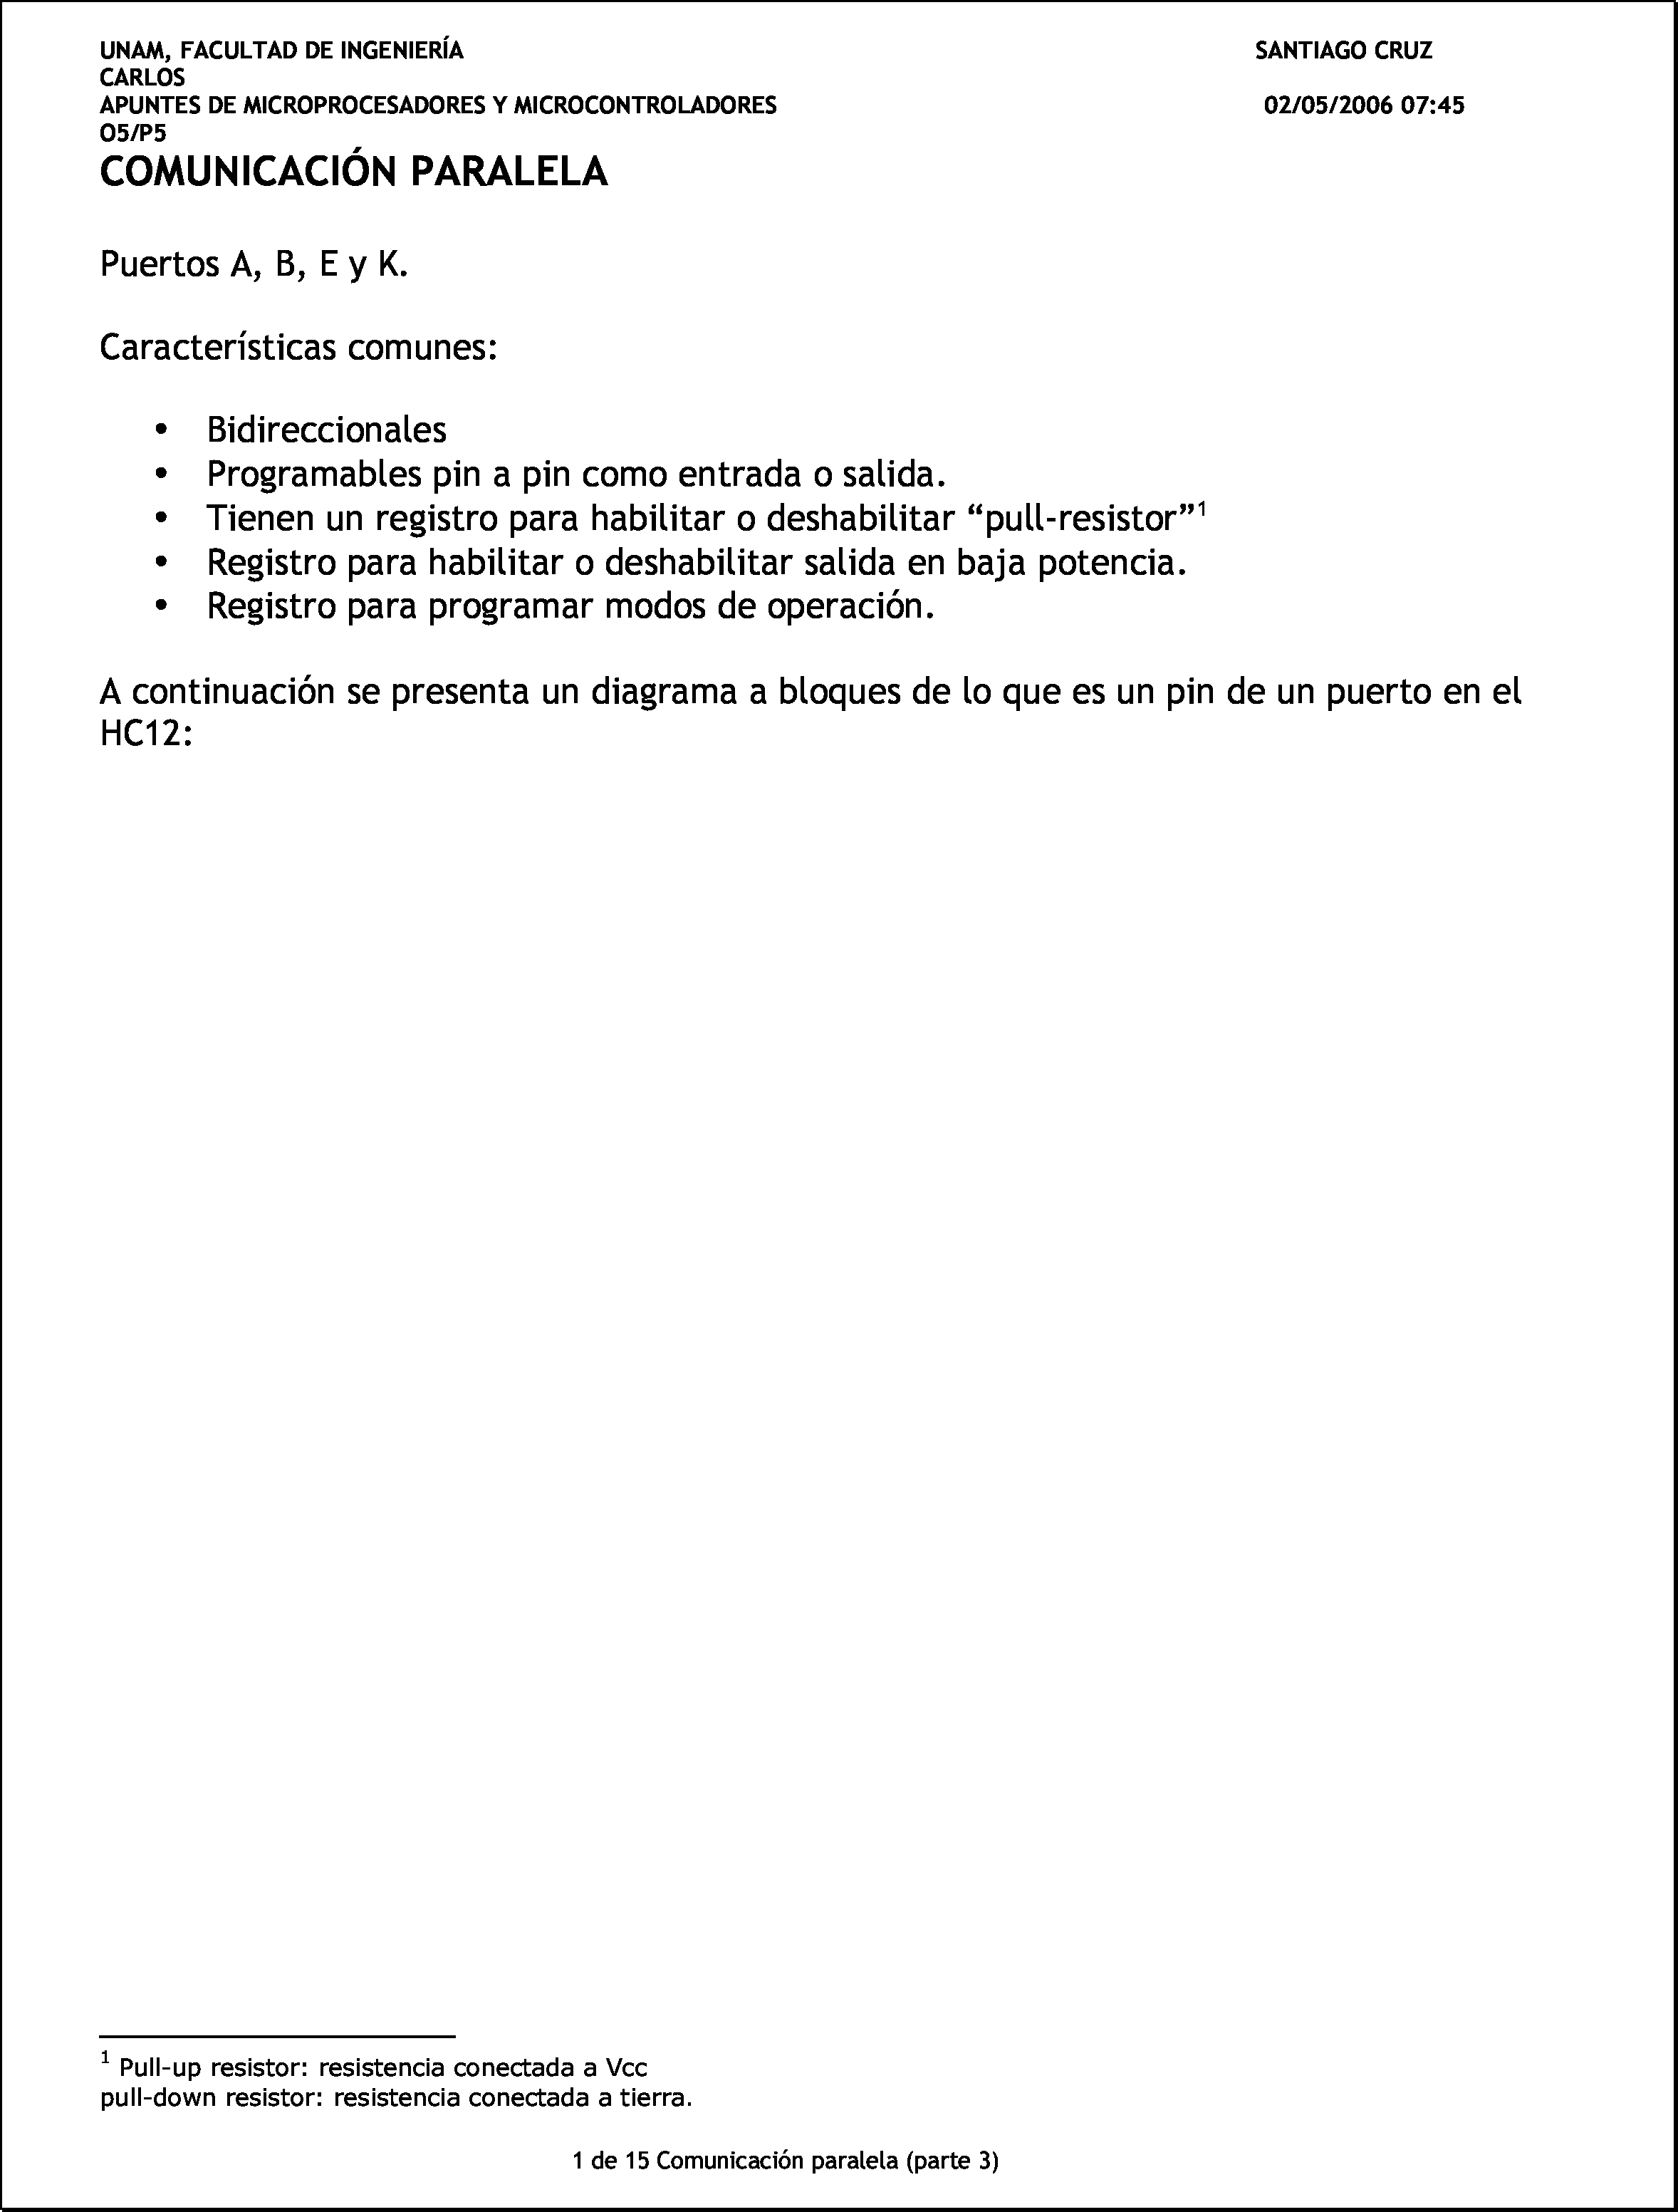 UNAM, FACULTAD DE INGENIERÍA SANTIAGO CRUZ
CARLOS
APUNTES DE MICROPROCESADORES Y MICROCONTROLADORES 02/05/2006 07:45
O5/P5
COMUNICACIÓN PARALELA
Puertos A, B, E y K.
Características comunes:
• Bidireccionales
• Programables pin a pin como entrada o salida.
• Tienen un registro para habilitar o deshabilitar “pull-resistor”1
• Registro para habilitar o deshabilitar salida en baja potencia.
• Registro para programar modos de operación.
A continuación se presenta un diagrama a bloques de lo que es un pin de un puerto en el
HC12:
1 Pull-up resistor: resistencia conectada a Vcc
pull-down resistor: resistencia conectada a tierra.
1 de 15 Comunicación paralela (parte 3)